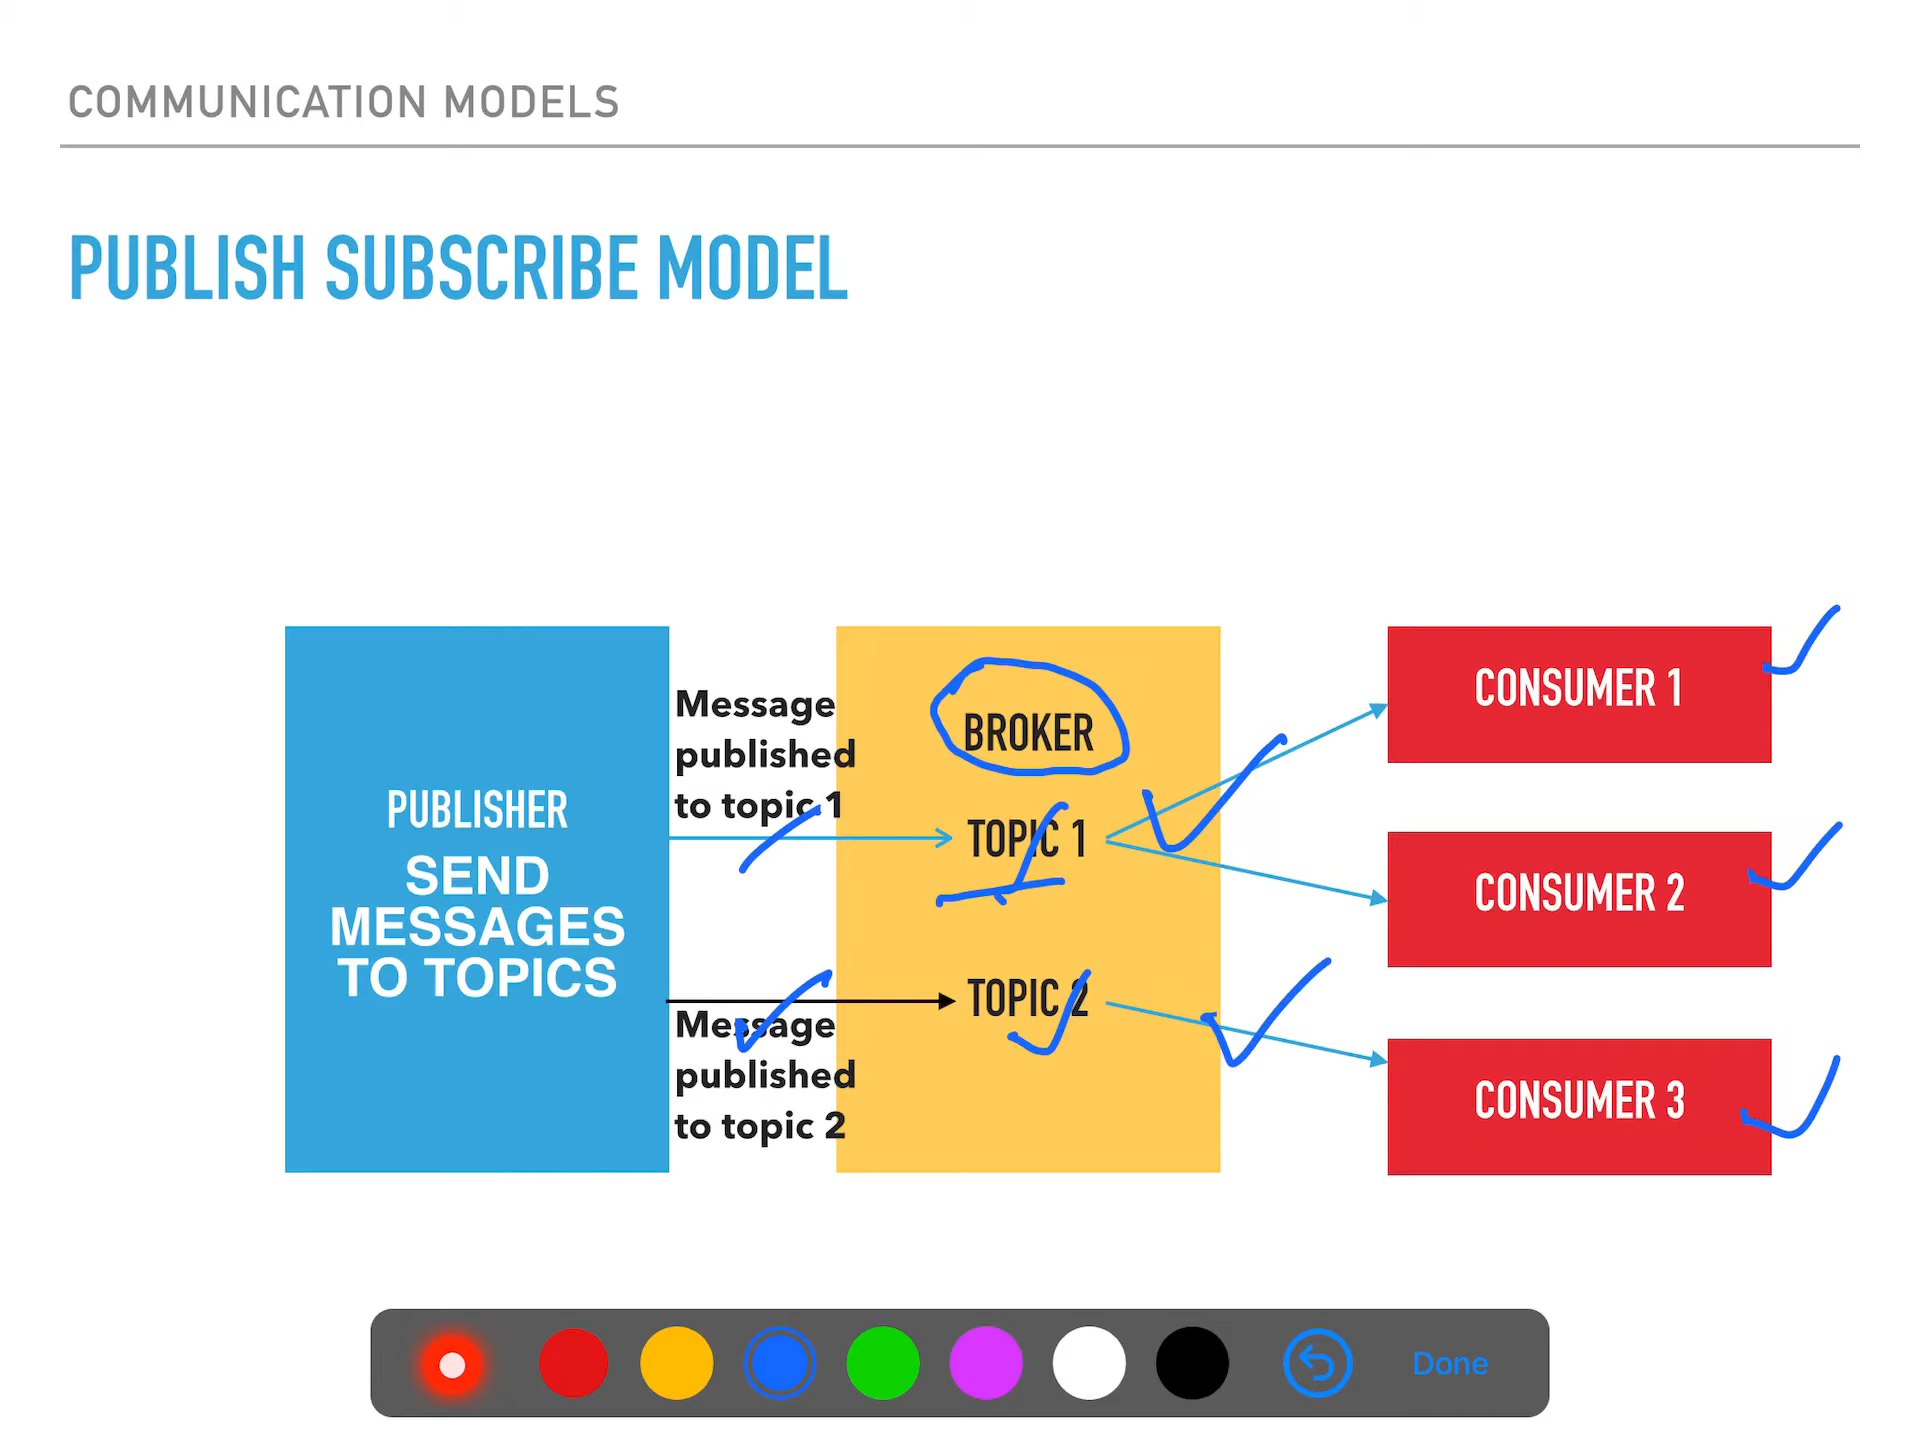 COMMUNICATION MODELS
PUBLISH SUBSCRIBE MODEL
PUBLISHER
SEND
MESSAGES
TO TOPICS
Message
published
to topic 1
Message
published
to topic 2
BROKER
TOPIC 1
TOPIC 2
CONSUMER 1
CONSUMER 2
CONSUMER 3
Done